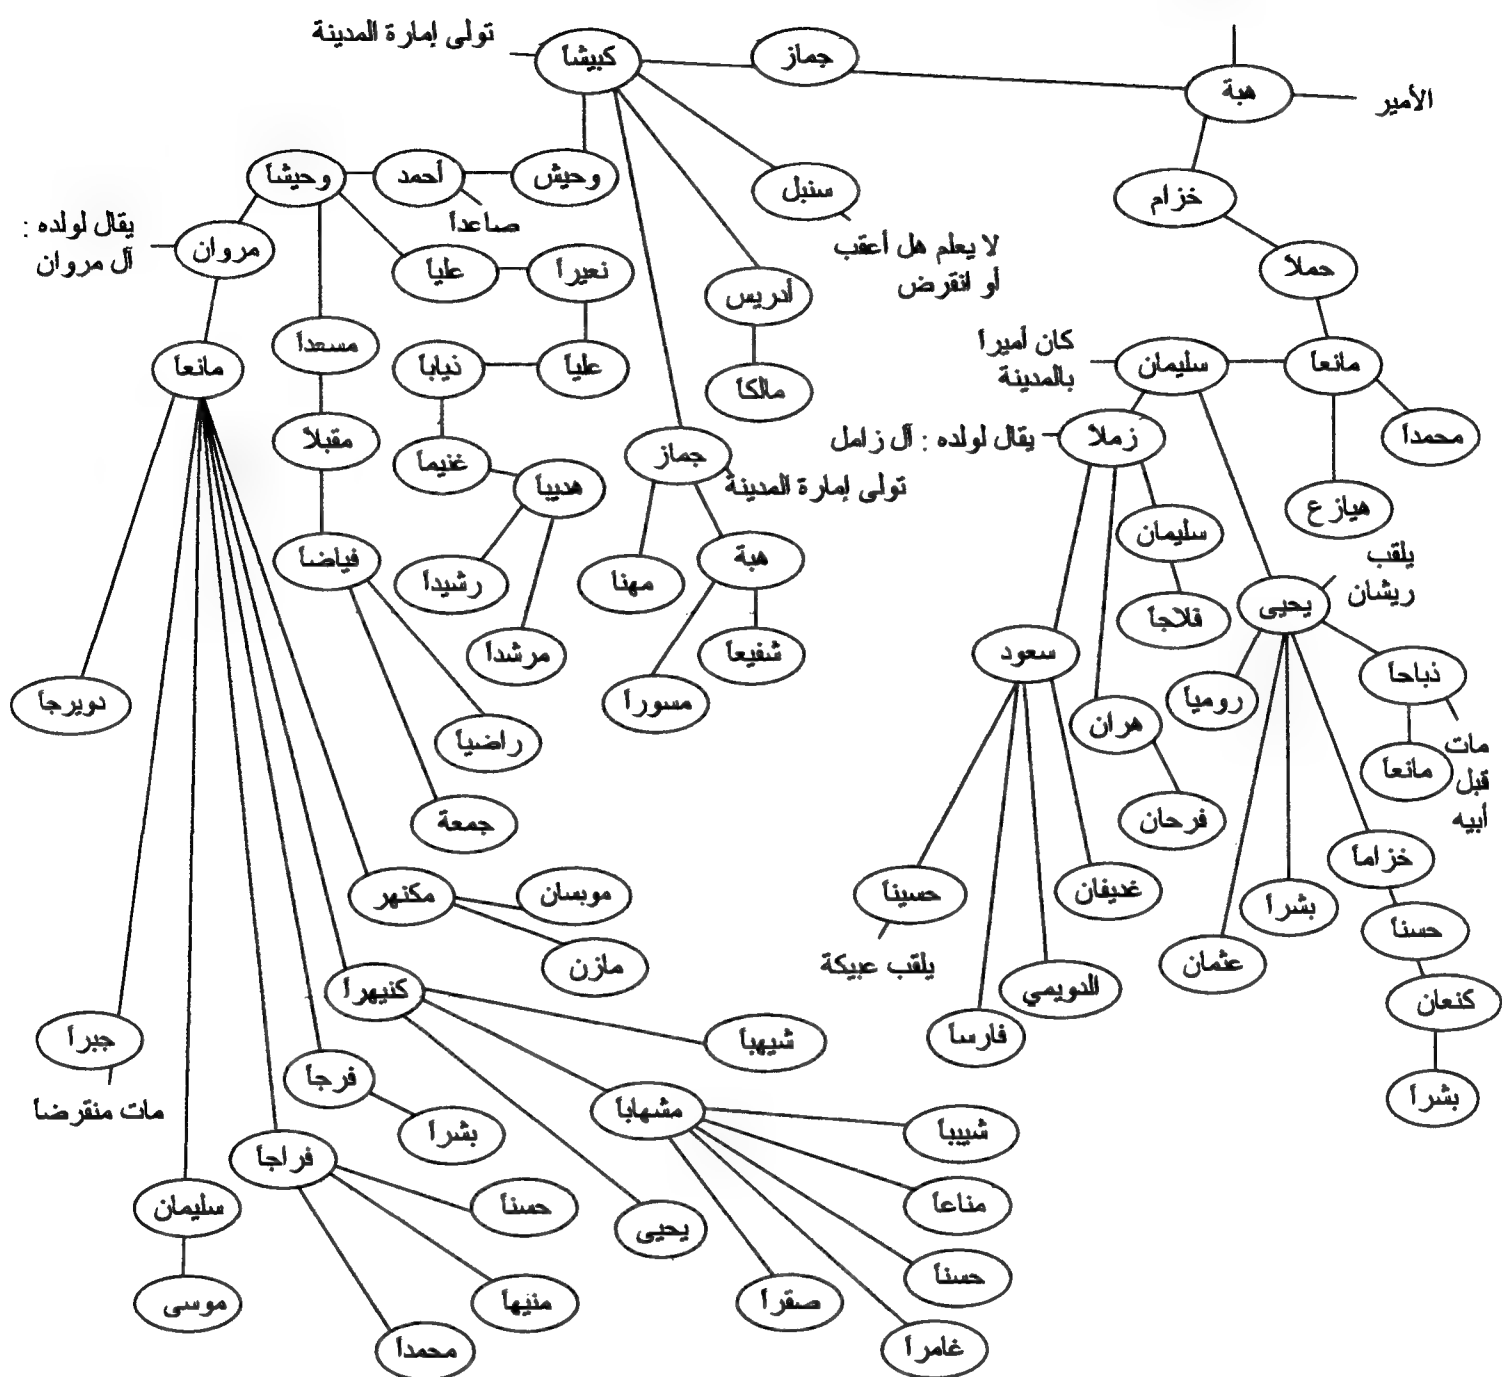 تولى إمارة المدينة
كبيشاً
جماز
هبة
الأمير
وحيشاً
أحمد
وحيش
سنبل
خزام
صاعداً
يقال لولده :
آل مروان
مروان
علياً
نعيراً
لا يعلم هل أعقب
أو انقرض
أدريس
حملاً
مسعداً
مانعاً
ذياباً
علياً
مالكاً
كان أميراً
بالمدينة
سليمان
مانعاً
محمداً
مقبلاً
غنيماً
هديباً
جماز
تولى إمارة المدينة
يقال لولده : آل زامل
زملاً
هيازع
فياضاً
رشيداً
مرشداً
مهنا
هبة
شفيعاً
مسوراً
سليمان
فلاجاً
يلقب
ريشان
يحيى
سعود
رومياً
ذباحاً
هران
مانعاً
مات
قبل
أبيه
دويرجاً
راضياً
جمعة
فرحان
خزاماً
مكنهر
موبسان
مازن
حسيناً
يلقب عبيكة
غديفان
بشراً
حسناً
عثمان
كنيهراً
الدويمي
فارساً
كنعان
بشراً
جبراً
مات منقرضاً
شيهباً
فرجاً
بشراً
مشهاباً
شبيباً
فراجاً
مناعاً
سليمان
حسناً
يحيى
حسناً
موسى
منيهاً
صقراً
محمداً
غامراً